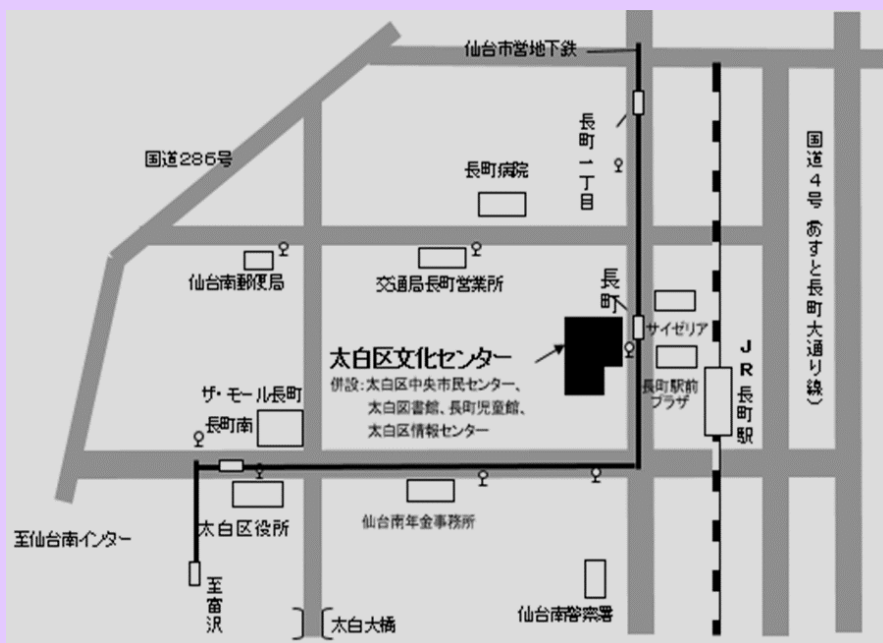 仙台市営地下鉄
国道286号
長町一丁目
長町病院
国道4号(あすと長町大通り線)
仙台南郵便局
交通局長町営業所
長町
サイゼリア
太白区文化センター
併設:太白区中央市民センター、
太白図書館、長町児童館、
太白区情報センター
長町駅前
プラザ
JR長町駅
ザ・モール長町
長町南
太白区役所
仙台南年金事務所
至仙台南インター
至富沢
仙台南警察署
太白大橋